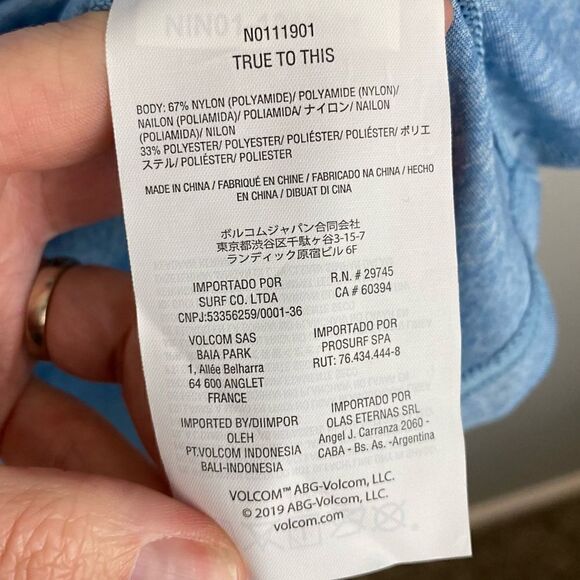 N0111901
TRUE TO THIS
BODY: 67% NYLON (POLYAMIDE)/ POLYAMIDE (NYLON)/
NAILON (POLIAMIDA)/ POLIAMIDA/ ナイロン/ NAILON
(POLIAMIDA)/ NILON
33% POLYESTER/ POLYESTER/ POLIÉSTER/ POLIÉSTER/ ポリエ
ステル/ POLIÉSTER/ POLIESTER
MADE IN CHINA / FABRIQUÉ EN CHINE / FABRICADO NA CHINA / HECHO
EN CHINA / DIBUAT DI CINA
ボルコムジャパン合同会社
東京都渋谷区千駄ヶ谷3-15-7
ランディック原宿ビル 6F
IMPORTADO POR
SURF CO. LTDA
CNPJ:53356259/0001-36
R.N. # 29745
CA # 60394
VOLCOM SAS
BAIA PARK
1, Allée Belharra
64 600 ANGLET
FRANCE
IMPORTADO POR
PROSURF SPA
RUT: 76.434.444-8
IMPORTED BY/DIIMPOR
OLEH
PT.VOLCOM INDONESIA
BALI-INDONESIA
IMPORTADO POR
OLAS ETERNAS SRL
Angel J. Carranza 2060 -
CABA - Bs. As. -Argentina
VOLCOM™ ABG-Volcom, LLC.
© 2019 ABG-Volcom, LLC.
volcom.com